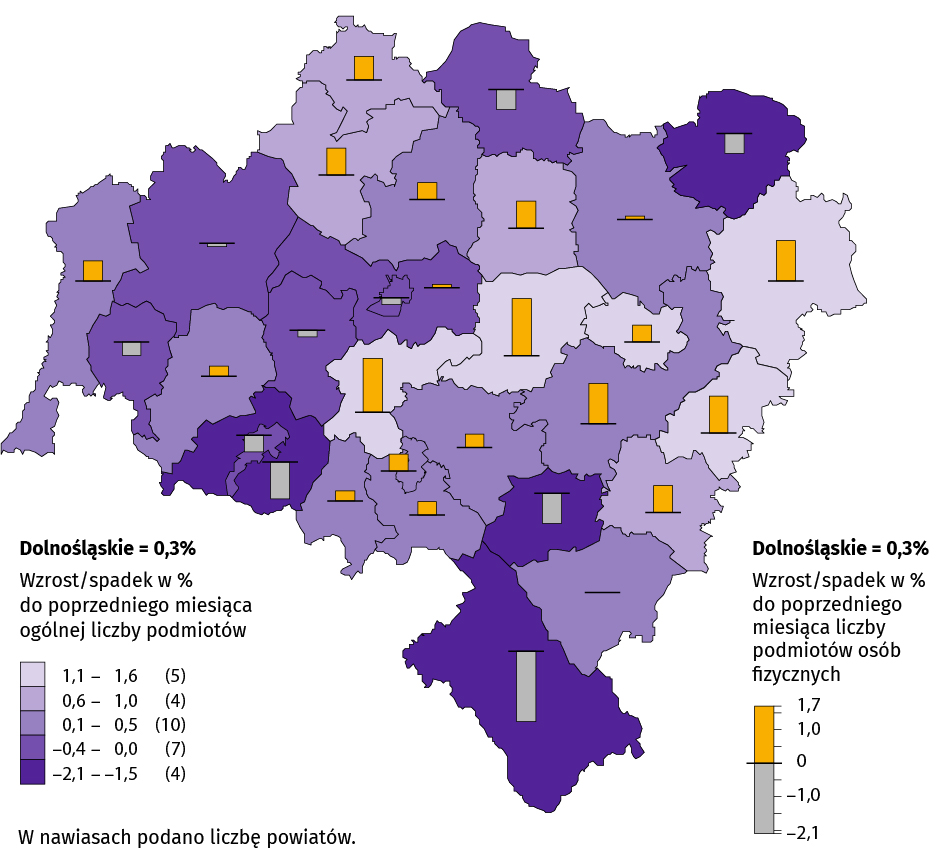 Dolnośląskie = 0,3%
Wzrost/spadek w %
do poprzedniego miesiąca
ogólnej liczby podmiotów
1,1 – 1,6 (5)
0,6 – 1,0 (4)
0,1 – 0,5 (10)
–0,4 – 0,0 (7)
–2,1 – –1,5 (4)
Dolnośląskie = 0,3%
Wzrost/spadek w %
do poprzedniego
miesiąca liczby
podmiotów osób
fizycznych
1,7
1,0
0
–1,0
–2,1
W nawiasach podano liczbę powiatów.